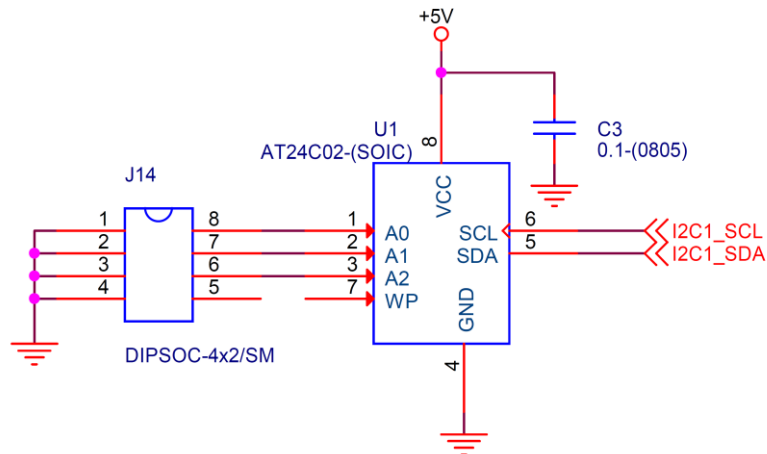 +5V
U1
AT24C02-(SOIC)
8
VCC
C3
0.1-(0805)
J14
1
8
1
A0
SCL
6
I2C1_SCL
2
7
2
A1
SDA
5
I2C1_SDA
3
6
3
A2
4
5
7
WP
GND
DIPSOC-4x2/SM
4